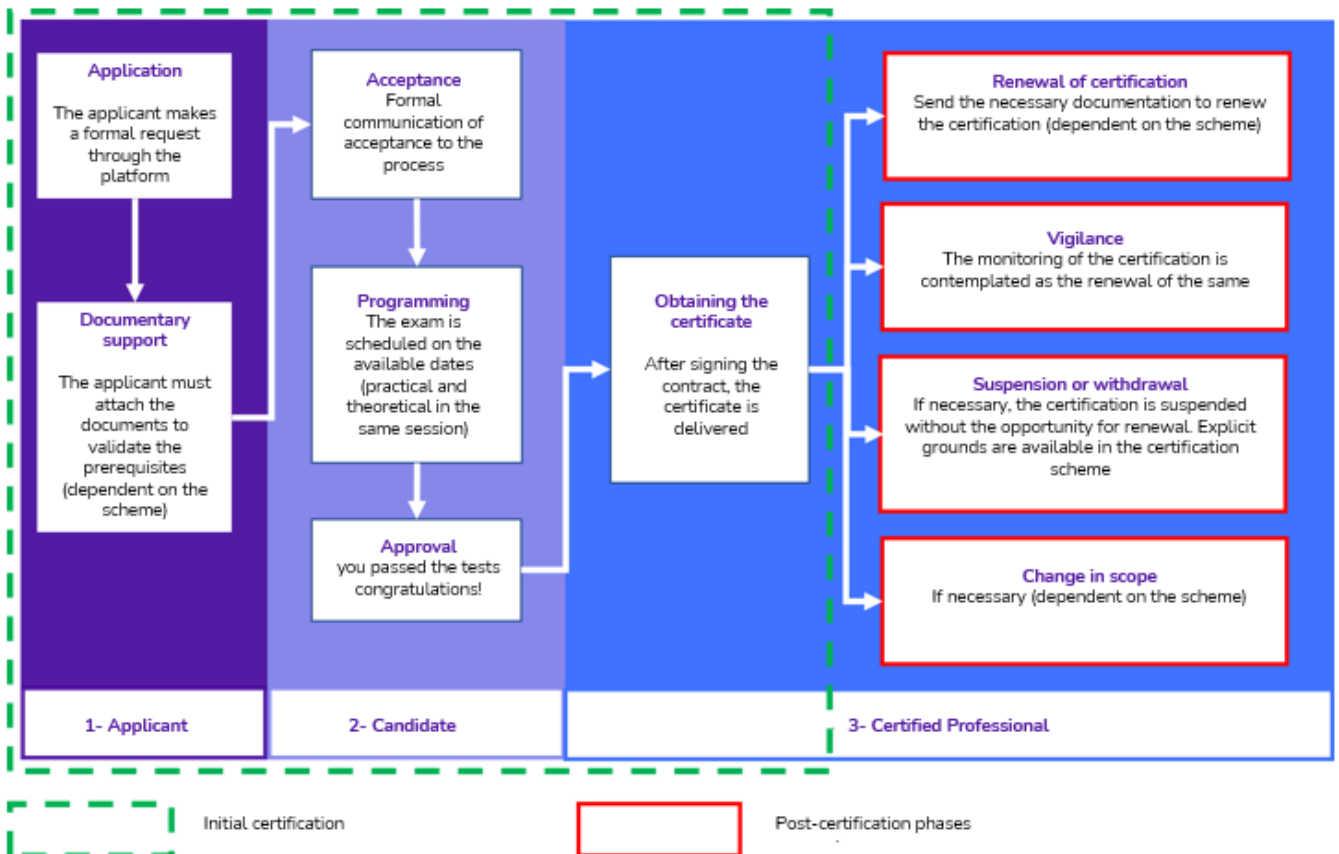 Application
The applicant makes
a formal request
through the
platform
Documentary
support
The applicant must
attach the
documents to
validate the
prerequisites
(dependent on the
scheme)
Acceptance
Formal
communication of
acceptance to the
process
Programming
The exam is
scheduled on the
available dates
(practical and
theoretical in the
same session)
Approval
you passed the tests
congratulations!
Obtaining the
certificate
After signing the
contract, the
certificate is
delivered
Renewal of certification
Send the necessary documentation to renew
the certification (dependent on the scheme)
Vigilance
The monitoring of the certification is
contemplated as the renewal of the same
Suspension or withdrawal
If necessary, the certification is suspended
without the opportunity for renewal. Explicit
grounds are available in the certification
scheme
Change in scope
If necessary (dependent on the scheme)
1- Applicant
2- Candidate
3- Certified Professional
Initial certification
Post-certification phases